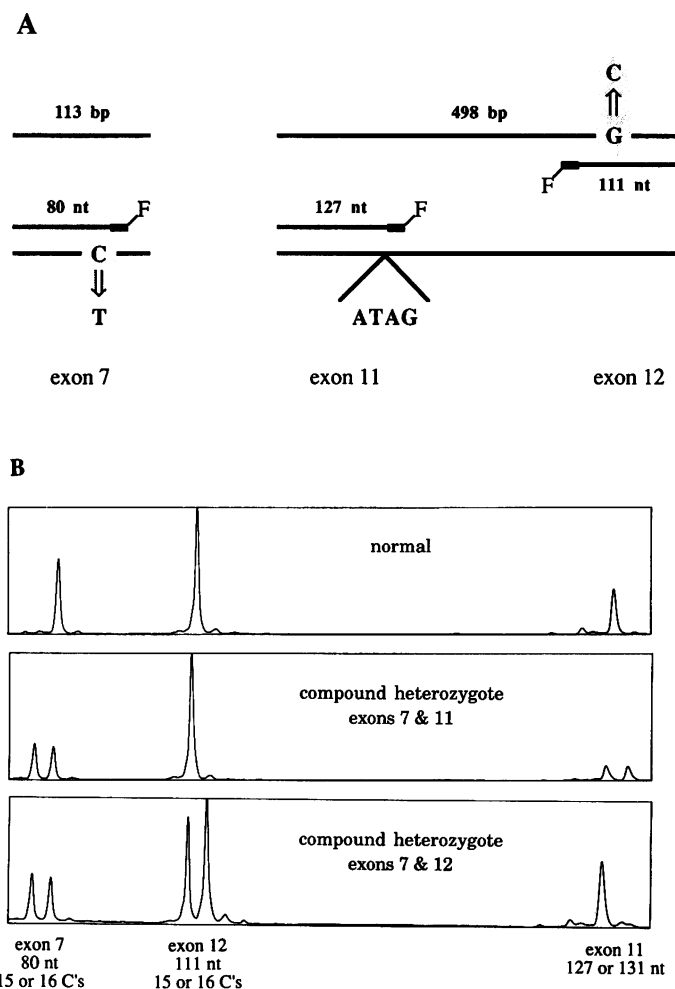 A
C
⇑
113 bp
498 bp
G
F
111 nt
80 nt
F
127 nt
F
C
⇓
T
ATAG
exon 7
exon 11
exon 12
B
normal
compound heterozygote
exons 7 & 11
compound heterozygote
exons 7 & 12
exon 7
80 nt
15 or 16 C's
exon 12
111 nt
15 or 16 C's
exon 11
127 or 131 nt